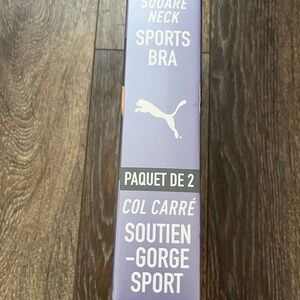 SQUARE
NECK
SPORTS
BRA
PAQUET DE 2
COL CARRÉ
SOUTIEN
-GORGE
SPORT